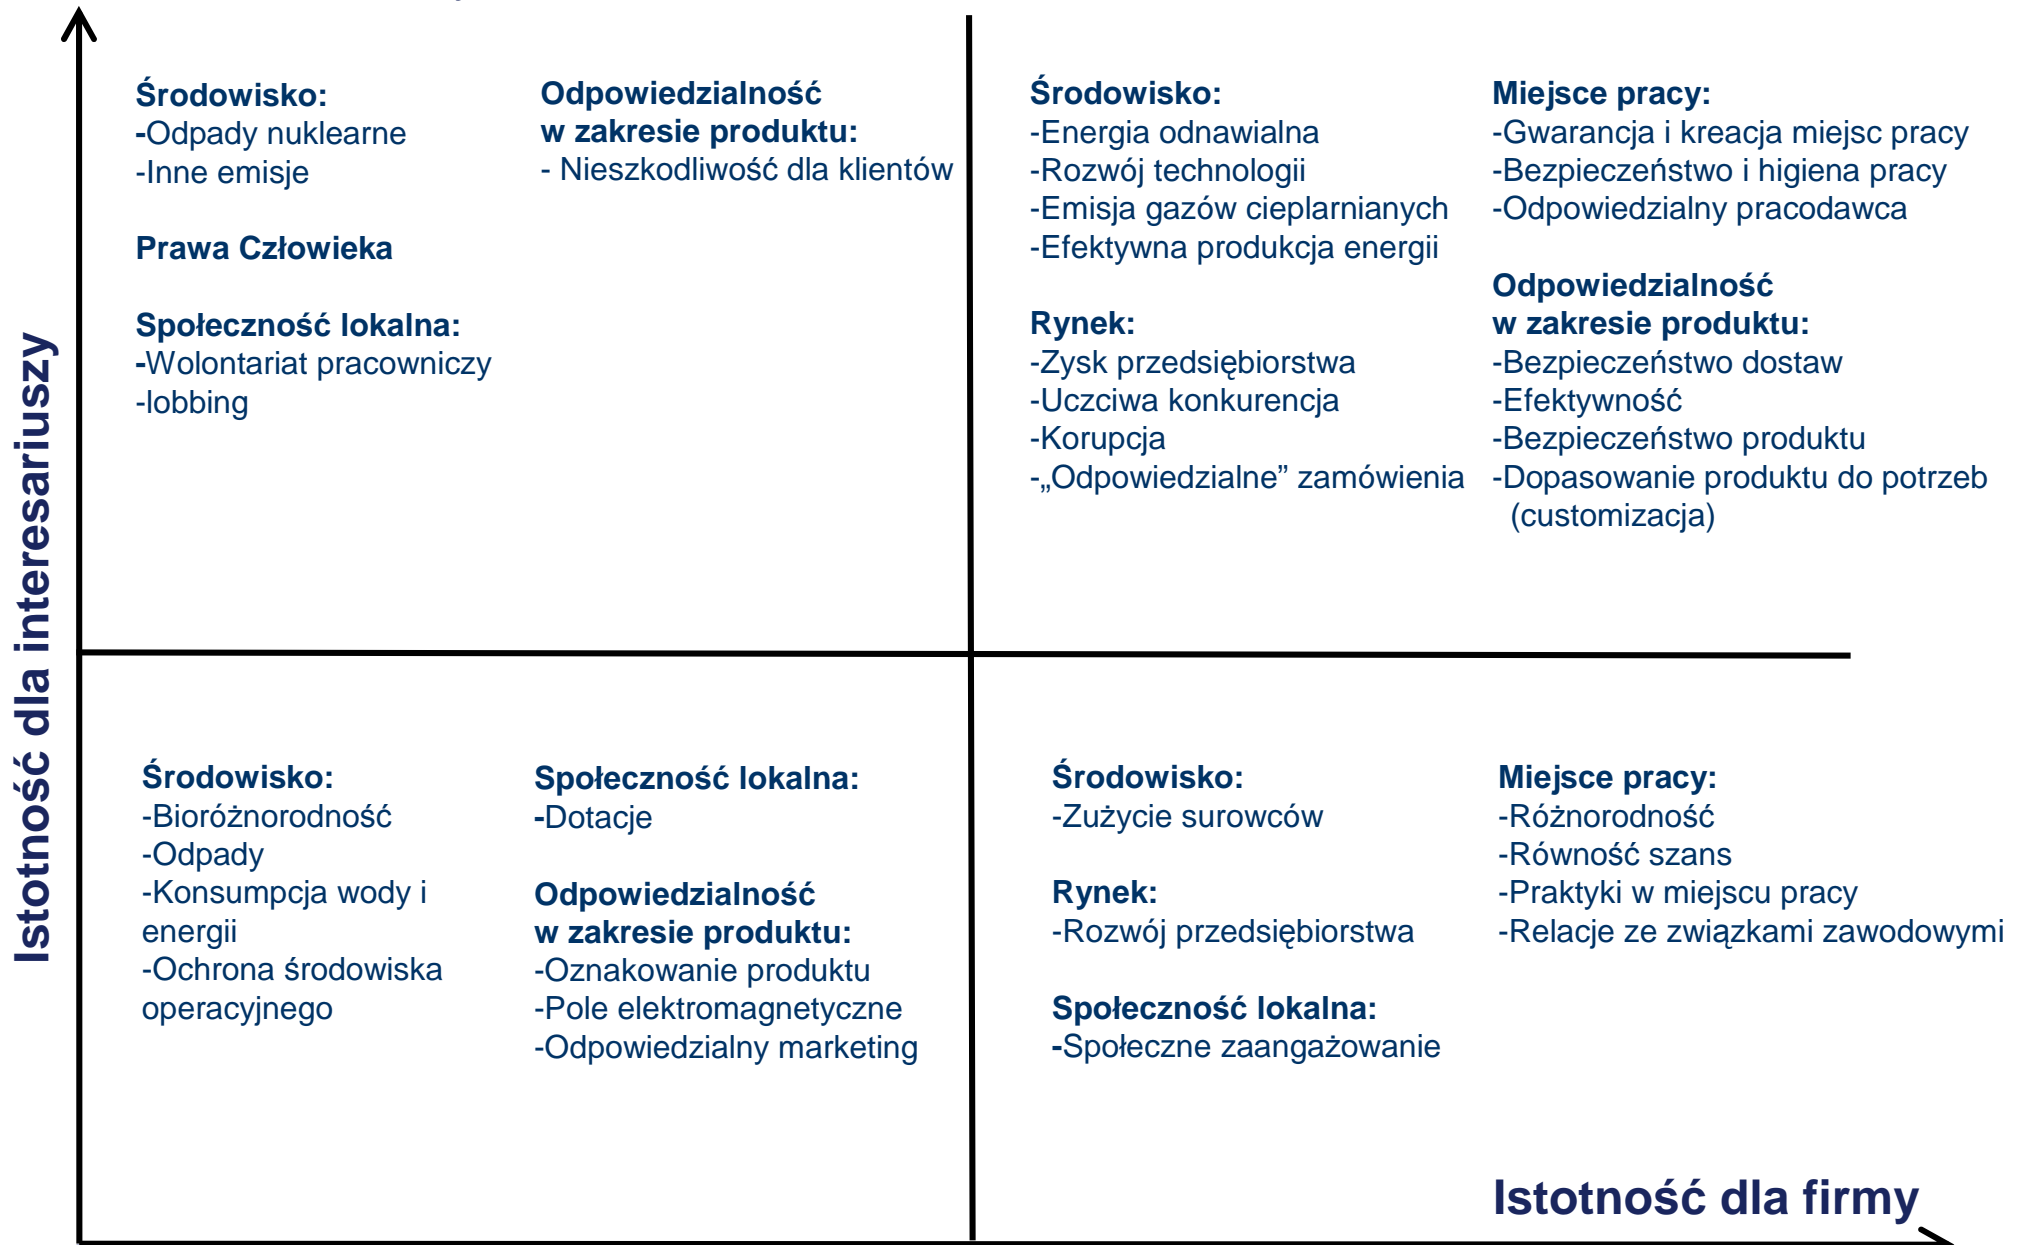 Istotność dla interesariuszy
Środowisko:
-Odpady nuklearne
-Inne emisje
Prawa Człowieka
Społeczność lokalna:
-Wolontariat pracowniczy
-lobbing
Odpowiedzialność
w zakresie produktu:
- Nieszkodliwość dla klientów
Środowisko:
-Energia odnawialna
-Rozwój technologii
-Emisja gazów cieplarnianych
-Efektywna produkcja energii
Rynek:
-Zysk przedsiębiorstwa
-Uczciwa konkurencja
-Korupcja
-„Odpowiedzialne” zamówienia
Miejsce pracy:
-Gwarancja i kreacja miejsc pracy
-Bezpieczeństwo i higiena pracy
-Odpowiedzialny pracodawca
Odpowiedzialność
w zakresie produktu:
-Bezpieczeństwo dostaw
-Efektywność
-Bezpieczeństwo produktu
-Dopasowanie produktu do potrzeb
(customizacja)
Środowisko:
-Bioróżnorodność
-Odpady
-Konsumpcja wody i
energii
-Ochrona środowiska
operacyjnego
Społeczność lokalna:
-Dotacje
Odpowiedzialność
w zakresie produktu:
-Oznakowanie produktu
-Pole elektromagnetyczne
-Odpowiedzialny marketing
Środowisko:
-Zużycie surowców
Rynek:
-Rozwój przedsiębiorstwa
Społeczność lokalna:
-Społeczne zaangażowanie
Miejsce pracy:
-Różnorodność
-Równość szans
-Praktyki w miejscu pracy
-Relacje ze związkami zawodowymi
Istotność dla firmy